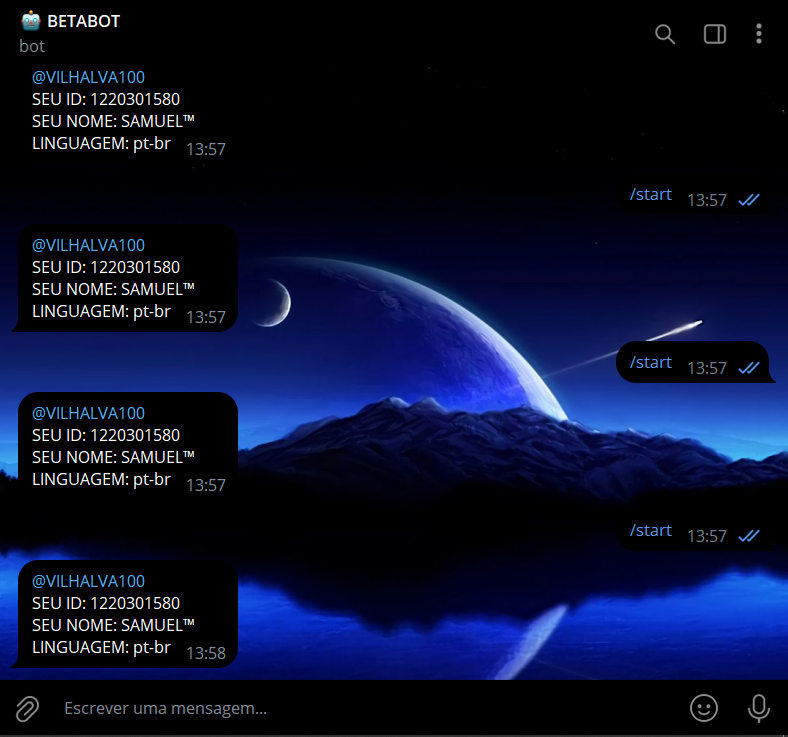 🤖 BETABOT
bot
@VILHALVA100
SEU ID: 1220301580
SEU NOME: SAMUEL™
LINGUAGEM: pt-br 13:57
/start 13:57
@VILHALVA100
SEU ID: 1220301580
SEU NOME: SAMUEL™
LINGUAGEM: pt-br 13:57
/start 13:57
@VILHALVA100
SEU ID: 1220301580
SEU NOME: SAMUEL™
LINGUAGEM: pt-br 13:57
/start 13:57
@VILHALVA100
SEU ID: 1220301580
SEU NOME: SAMUEL™
LINGUAGEM: pt-br 13:58
Escrever uma mensagem...